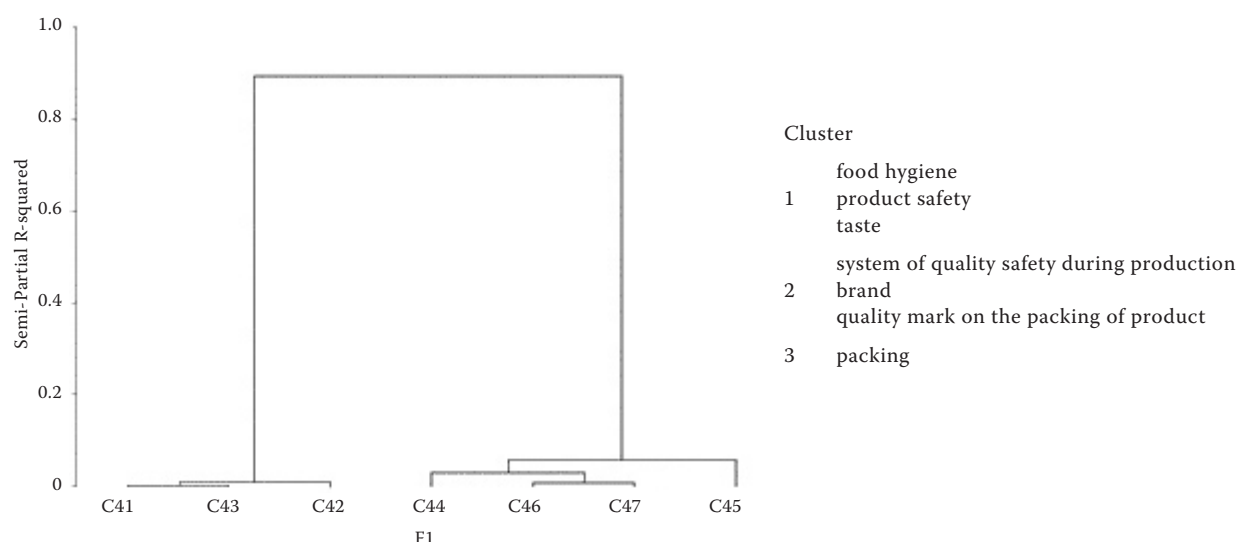 1.0
0.8
0.6
0.4
0.2
0
Semi-Partial R-squared
C41 C43 C42 C44 C46 C47 C45
F1
Cluster
food hygiene
1 product safety
taste
system of quality safety during production
2 brand
quality mark on the packing of product
3 packing